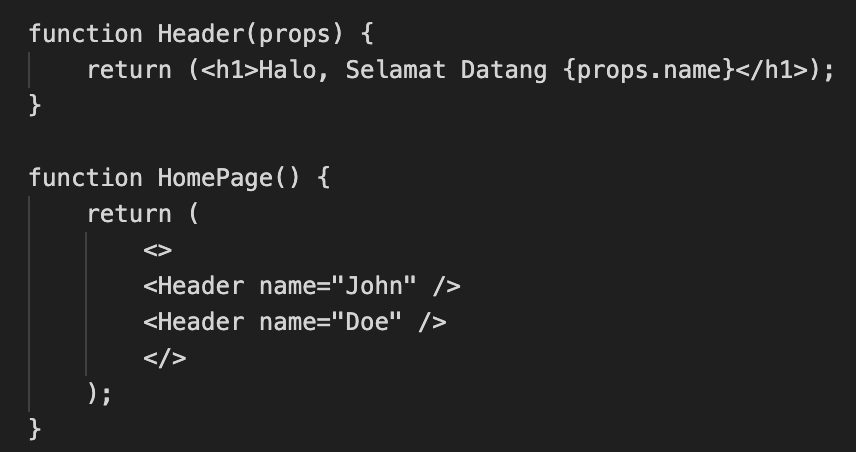 function Header(props) {
    return (<h1>Halo, Selamat Datang {props.name}</h1>);
}

function HomePage() {
    return (
        <>
        <Header name="John" />
        <Header name="Doe" />
        </>
    );
}